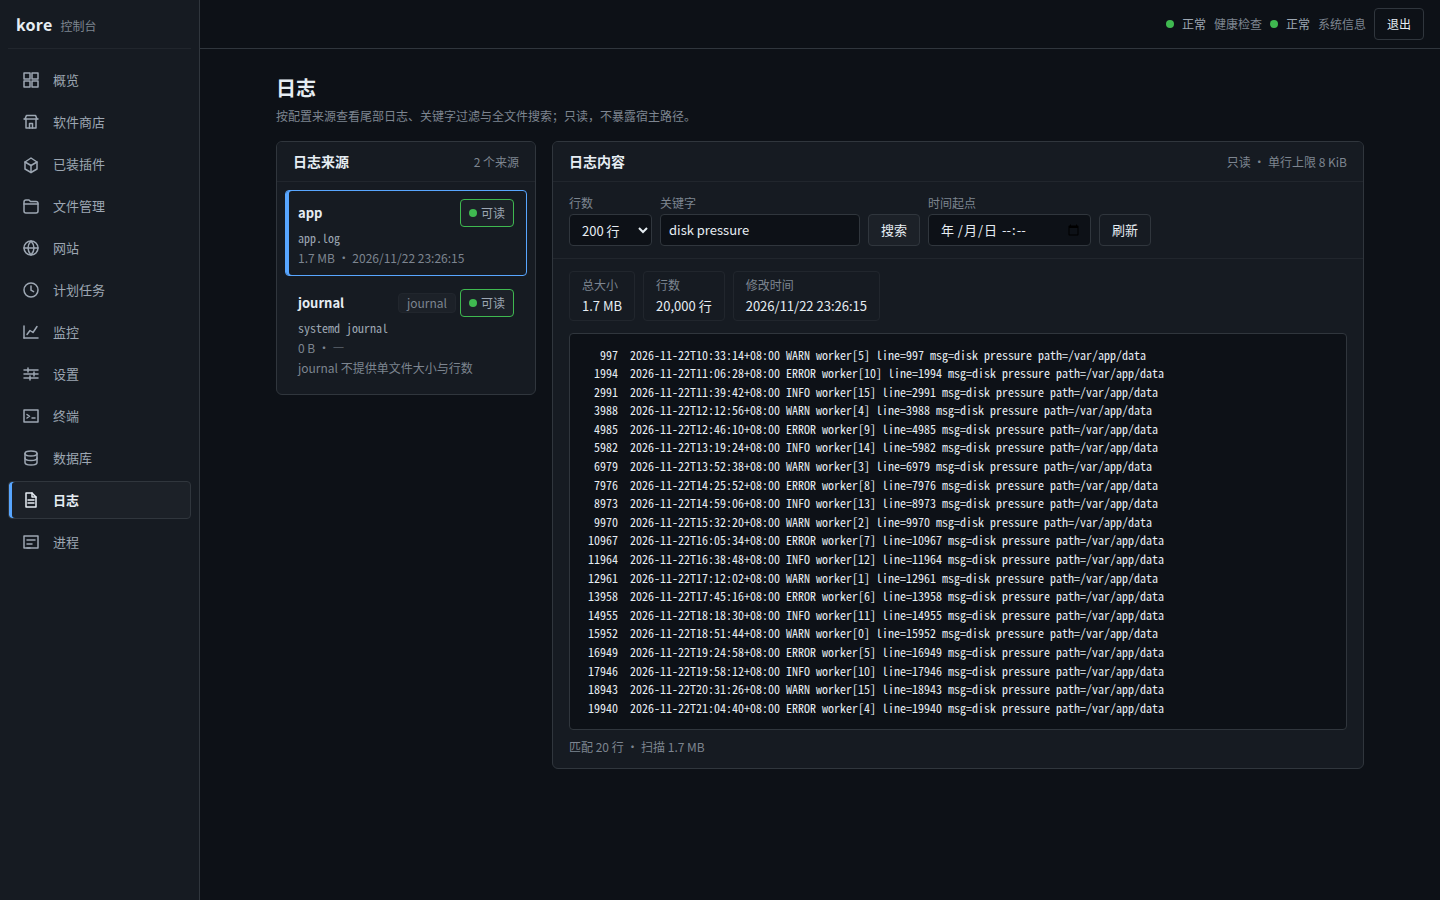 kore 控制台
正常 健康检查 正常 系统信息 退出
概览
软件商店
已装插件
文件管理
网站
计划任务
监控
设置
终端
数据库
日志
进程
日志
按配置来源查看尾部日志、关键字过滤与全文件搜索；只读，不暴露宿主路径。
日志来源 2 个来源
app 可读
app.log
1.7 MB · 2026/11/22 23:26:15
journal journal 可读
systemd journal
0 B · —
journal 不提供单文件大小与行数
日志内容 只读 · 单行上限 8 KiB
行数 关键字 时间起点
200 行 disk pressure 搜索 年 /月/日 --:-- 刷新
总大小 行数 修改时间
1.7 MB 20,000 行 2026/11/22 23:26:15
997 2026-11-22T10:33:14+08:00 WARN worker[5] line=997 msg=disk pressure path=/var/app/data
1994 2026-11-22T11:06:28+08:00 ERROR worker[10] line=1994 msg=disk pressure path=/var/app/data
2991 2026-11-22T11:39:42+08:00 INFO worker[15] line=2991 msg=disk pressure path=/var/app/data
3988 2026-11-22T12:12:56+08:00 WARN worker[4] line=3988 msg=disk pressure path=/var/app/data
4985 2026-11-22T12:46:10+08:00 ERROR worker[9] line=4985 msg=disk pressure path=/var/app/data
5982 2026-11-22T13:19:24+08:00 INFO worker[14] line=5982 msg=disk pressure path=/var/app/data
6979 2026-11-22T13:52:38+08:00 WARN worker[3] line=6979 msg=disk pressure path=/var/app/data
7976 2026-11-22T14:25:52+08:00 ERROR worker[8] line=7976 msg=disk pressure path=/var/app/data
8973 2026-11-22T14:59:06+08:00 INFO worker[13] line=8973 msg=disk pressure path=/var/app/data
9970 2026-11-22T15:32:20+08:00 WARN worker[2] line=9970 msg=disk pressure path=/var/app/data
10967 2026-11-22T16:05:34+08:00 ERROR worker[7] line=10967 msg=disk pressure path=/var/app/data
11964 2026-11-22T16:38:48+08:00 INFO worker[12] line=11964 msg=disk pressure path=/var/app/data
12961 2026-11-22T17:12:02+08:00 WARN worker[1] line=12961 msg=disk pressure path=/var/app/data
13958 2026-11-22T17:45:16+08:00 ERROR worker[6] line=13958 msg=disk pressure path=/var/app/data
14955 2026-11-22T18:18:30+08:00 INFO worker[11] line=14955 msg=disk pressure path=/var/app/data
15952 2026-11-22T18:51:44+08:00 WARN worker[0] line=15952 msg=disk pressure path=/var/app/data
16949 2026-11-22T19:24:58+08:00 ERROR worker[5] line=16949 msg=disk pressure path=/var/app/data
17946 2026-11-22T19:58:12+08:00 INFO worker[10] line=17946 msg=disk pressure path=/var/app/data
18943 2026-11-22T20:31:26+08:00 WARN worker[15] line=18943 msg=disk pressure path=/var/app/data
19940 2026-11-22T21:04:40+08:00 ERROR worker[4] line=19940 msg=disk pressure path=/var/app/data
匹配 20 行 · 扫描 1.7 MB